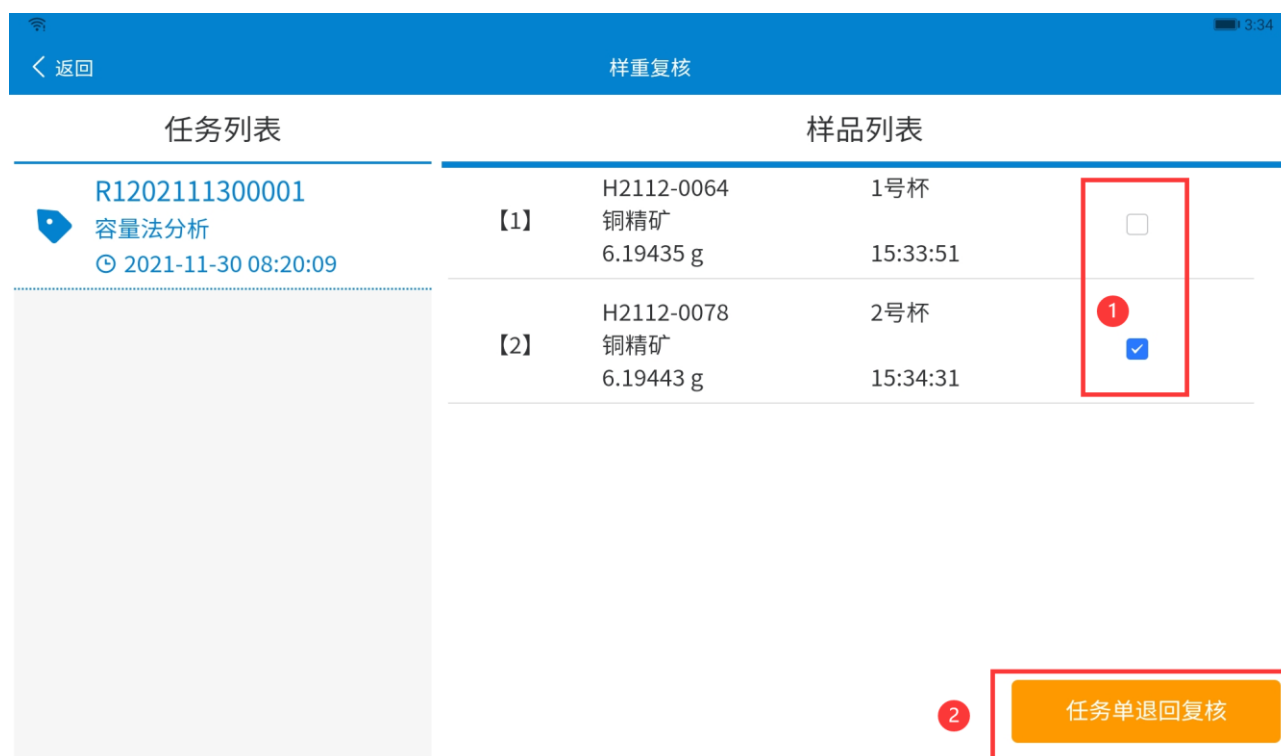 3:34
返回
样重复核
任务列表
样品列表
R1202111300001
容量法分析
2021-11-30 08:20:09
【1】
H2112-0064
1号杯
铜精矿
6.19435 g
15:33:51
【2】
H2112-0078
2号杯
铜精矿
6.19443 g
15:34:31
1
2
任务单退回复核